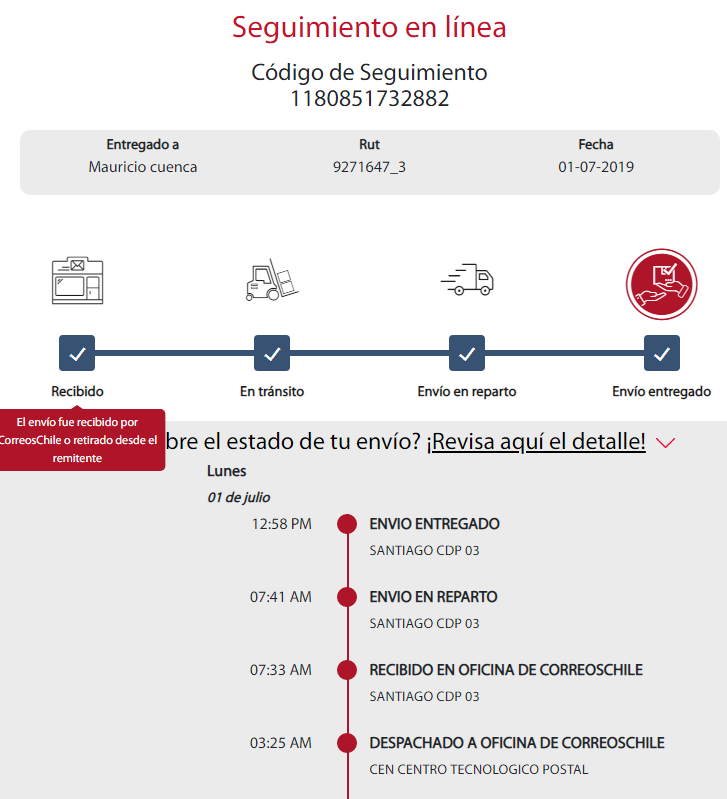 Seguimiento en línea
Código de Seguimiento
1180851732882
Entregado a
Rut
Fecha
Mauricio cuenca
9271647_3
01-07-2019
Recibido
En tránsito
Envío en reparto
Envío entregado
El envío fue recibido por
CorreosChile o retirado desde el
remitente
bre el estado de tu envío? ¡Revisa aquí el detalle!
Lunes
01 de julio
12:58 PM
ENVIO ENTREGADO
SANTIAGO CDP 03
07:41 AM
ENVIO EN REPARTO
SANTIAGO CDP 03
07:33 AM
RECIBIDO EN OFICINA DE CORREOSCHILE
SANTIAGO CDP 03
03:25 AM
DESPACHADO A OFICINA DE CORREOSCHILE
CEN CENTRO TECNOLOGICO POSTAL